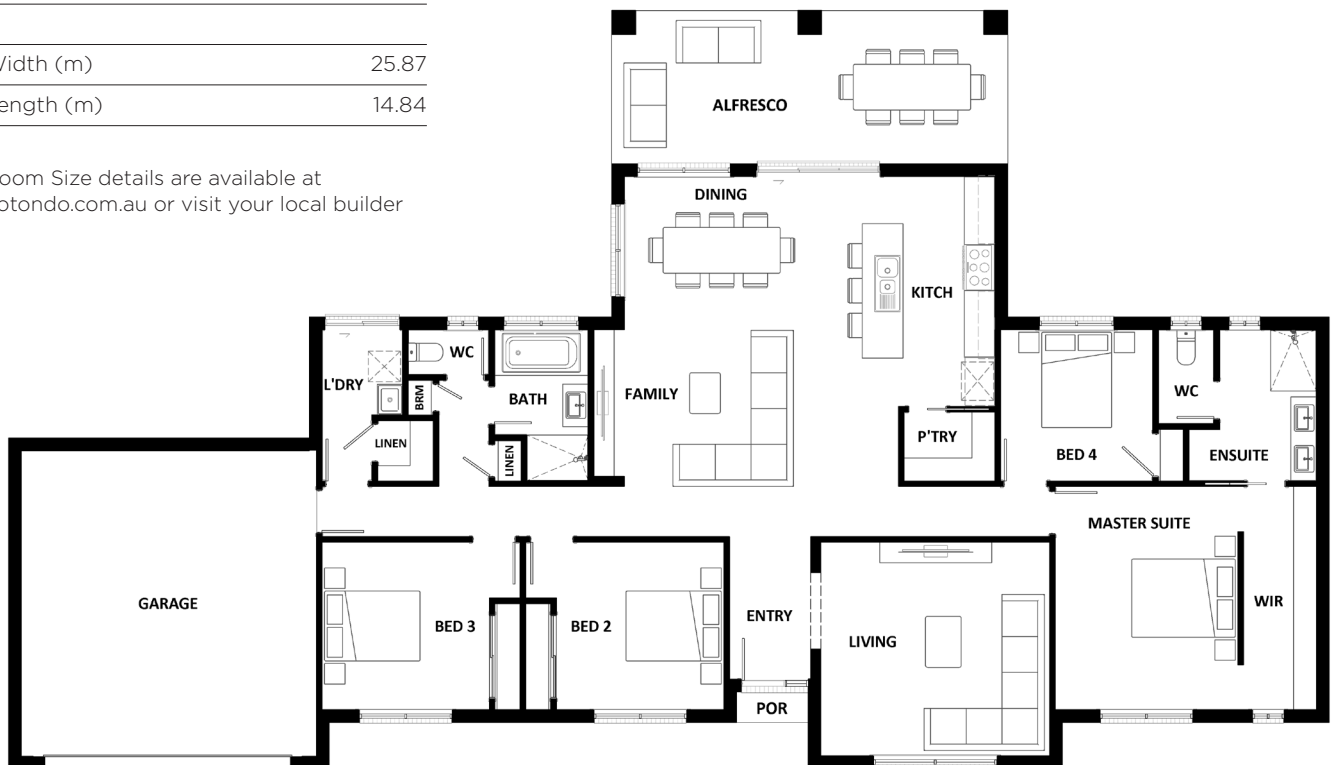 Width (m) 25.87
ength (m) 14.84
oom Size details are available at
otondo.com.au or visit your local builder
ALFRESCO
DINING
KITCH
WC
L'DRY
BRM
BATH
FAMILY
WC
LINEN
P'TRY
BED 4
ENSUITE
LINEN
MASTER SUITE
GARAGE
BED 3
BED 2
ENTRY
LIVING
WIR
POR